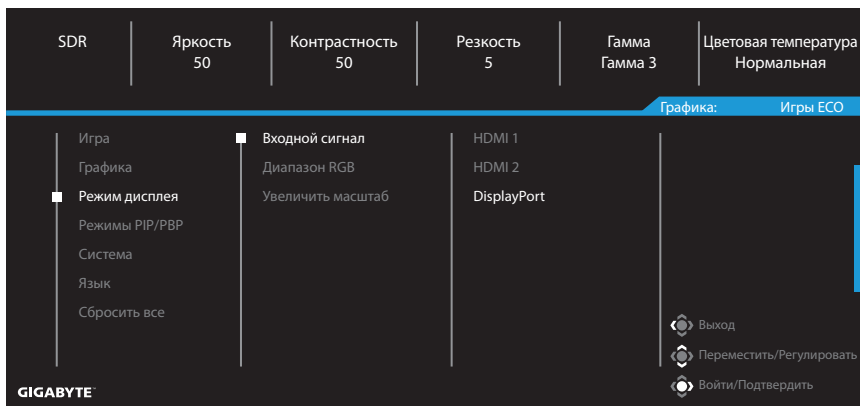 SDR
Яркость
50
Контрастность
50
Резкость
5
Гамма
Гамма 3
Цветовая температура
Нормальная
Графика: Игры ECO
Игра
Графика
Режим дисплея
Режимы PIP/PBP
Система
Язык
Сбросить все
Входной сигнал
Диапазон RGB
Увеличить масштаб
HDMI 1
HDMI 2
DisplayPort
Выход
Переместить/Регулировать
Войти/Подтвердить
GIGABYTE™